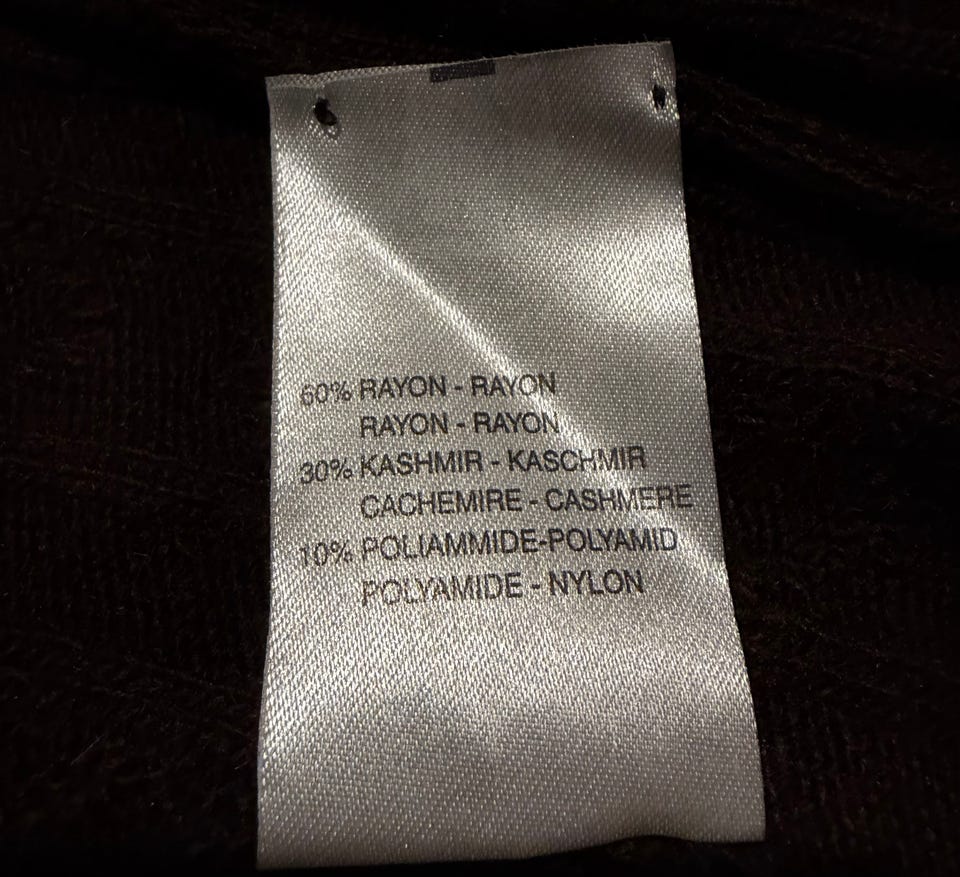 60% RAYON - RAYON
RAYON - RAYON
30% KASHMIR - KASCHMIR
CACHEMIRE - CASHMERE
10% POLIAMMIDE-POLYAMID
POLYAMIDE - NYLON